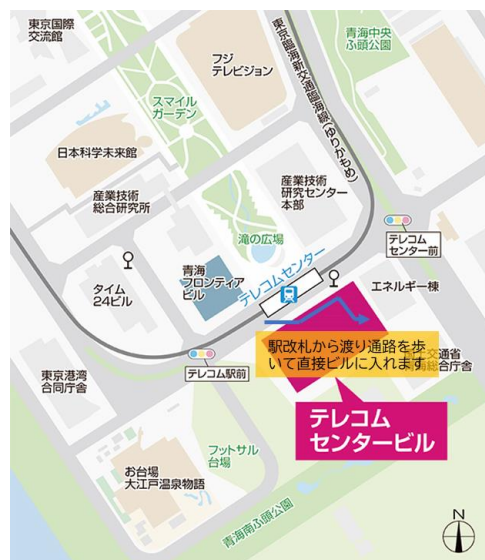 東京国際
交流館
フジ
テレビジョン
青海中央
ふ頭公園
東京臨海新交通臨海線(ゆりかもめ)
スマイル
ガーデン
日本科学未来館
産業技術
総合研究所
産業技術
研究センター
本部
滝の広場
テレコム
センター前
タイム
24ビル
青海
フロンティア
ビル
テレコムセンター
エネルギー棟
駅改札から渡り通路を歩
いて直接ビルに入れます
交通省
総合庁舎
東京港湾
合同庁舎
テレコム駅前
テレコム
センタービル
フットサル
台場
お台場
大江戸温泉物語
青海南ふ頭公園
N